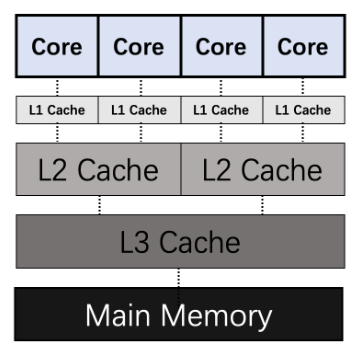 Core Core Core Core
L1 Cache L1 Cache L1 Cache L1 Cache
L2 Cache L2 Cache
L3 Cache
Main Memory